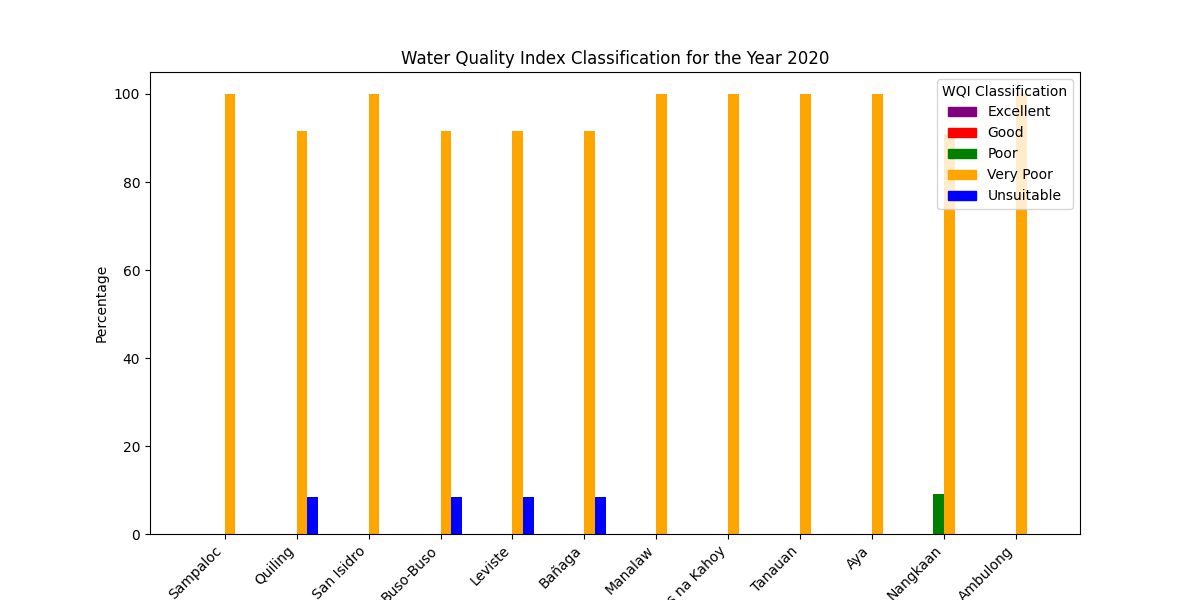 Water Quality Index Classification for the Year 2020
WQI Classification
Excellent
Good
Poor
Very Poor
Unsuitable
Percentage
100
80
60
40
20
0
Sampaloc
Quiling
San Isidro
Buso-Buso
Leviste
Bañaga
Manalaw
na Kahoy
Tanauan
Aya
Nangkaan
Ambulong